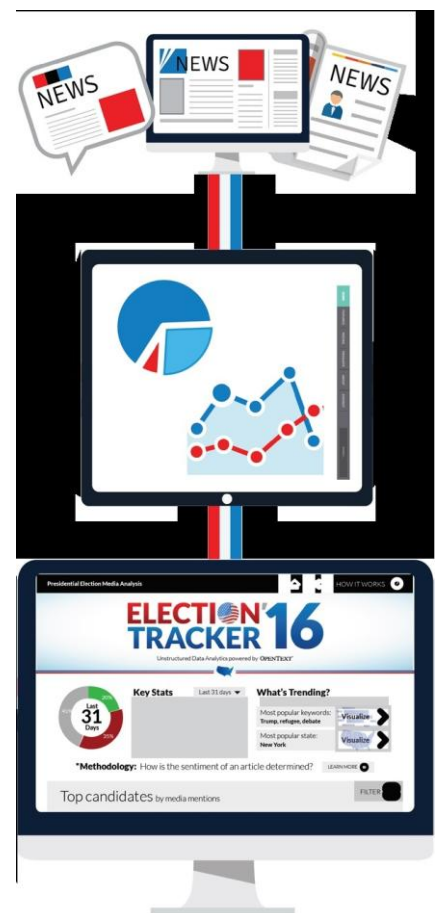 NEWS
NEWS
NEWS
Presidential Election Media Analysis
HOW IT WORKS
ELECTION'16
TRACKER
Unstructured Data Analytics powered by OPENTEXT
Last
31
Days
20%
Key Stats
Last 31 days
What's Trending?
Most popular keywords:
Trump, refugee, debate
Visualize
Most popular state:
New York
Visualize
*Methodology: How is the sentiment of an article determined?
LEARN MORE
Top candidates by media mentions
FILTER